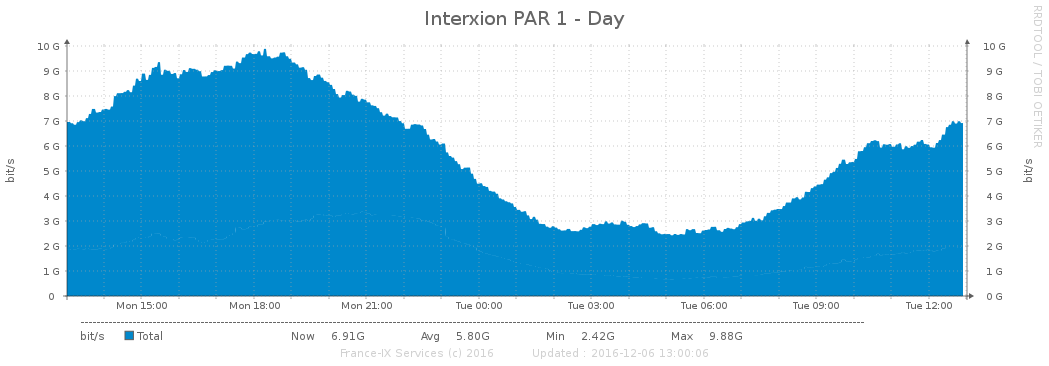 Interxion PAR 1 - Day
RRDTOOL / TOBI OETIKER
bit/s
10 G
9 G
8 G
7 G
6 G
5 G
4 G
3 G
2 G
1 G
0
10 G
9 G
8 G
7 G
6 G
5 G
4 G
3 G
2 G
1 G
0 G
bit/s
Mon 15:00 Mon 18:00 Mon 21:00 Tue 00:00 Tue 03:00 Tue 06:00 Tue 09:00 Tue 12:00
bit/s Total Now 6.91G Avg 5.80G Min 2.42G Max 9.88G
France-IX Services (c) 2016 Updated : 2016-12-06 13:00:06